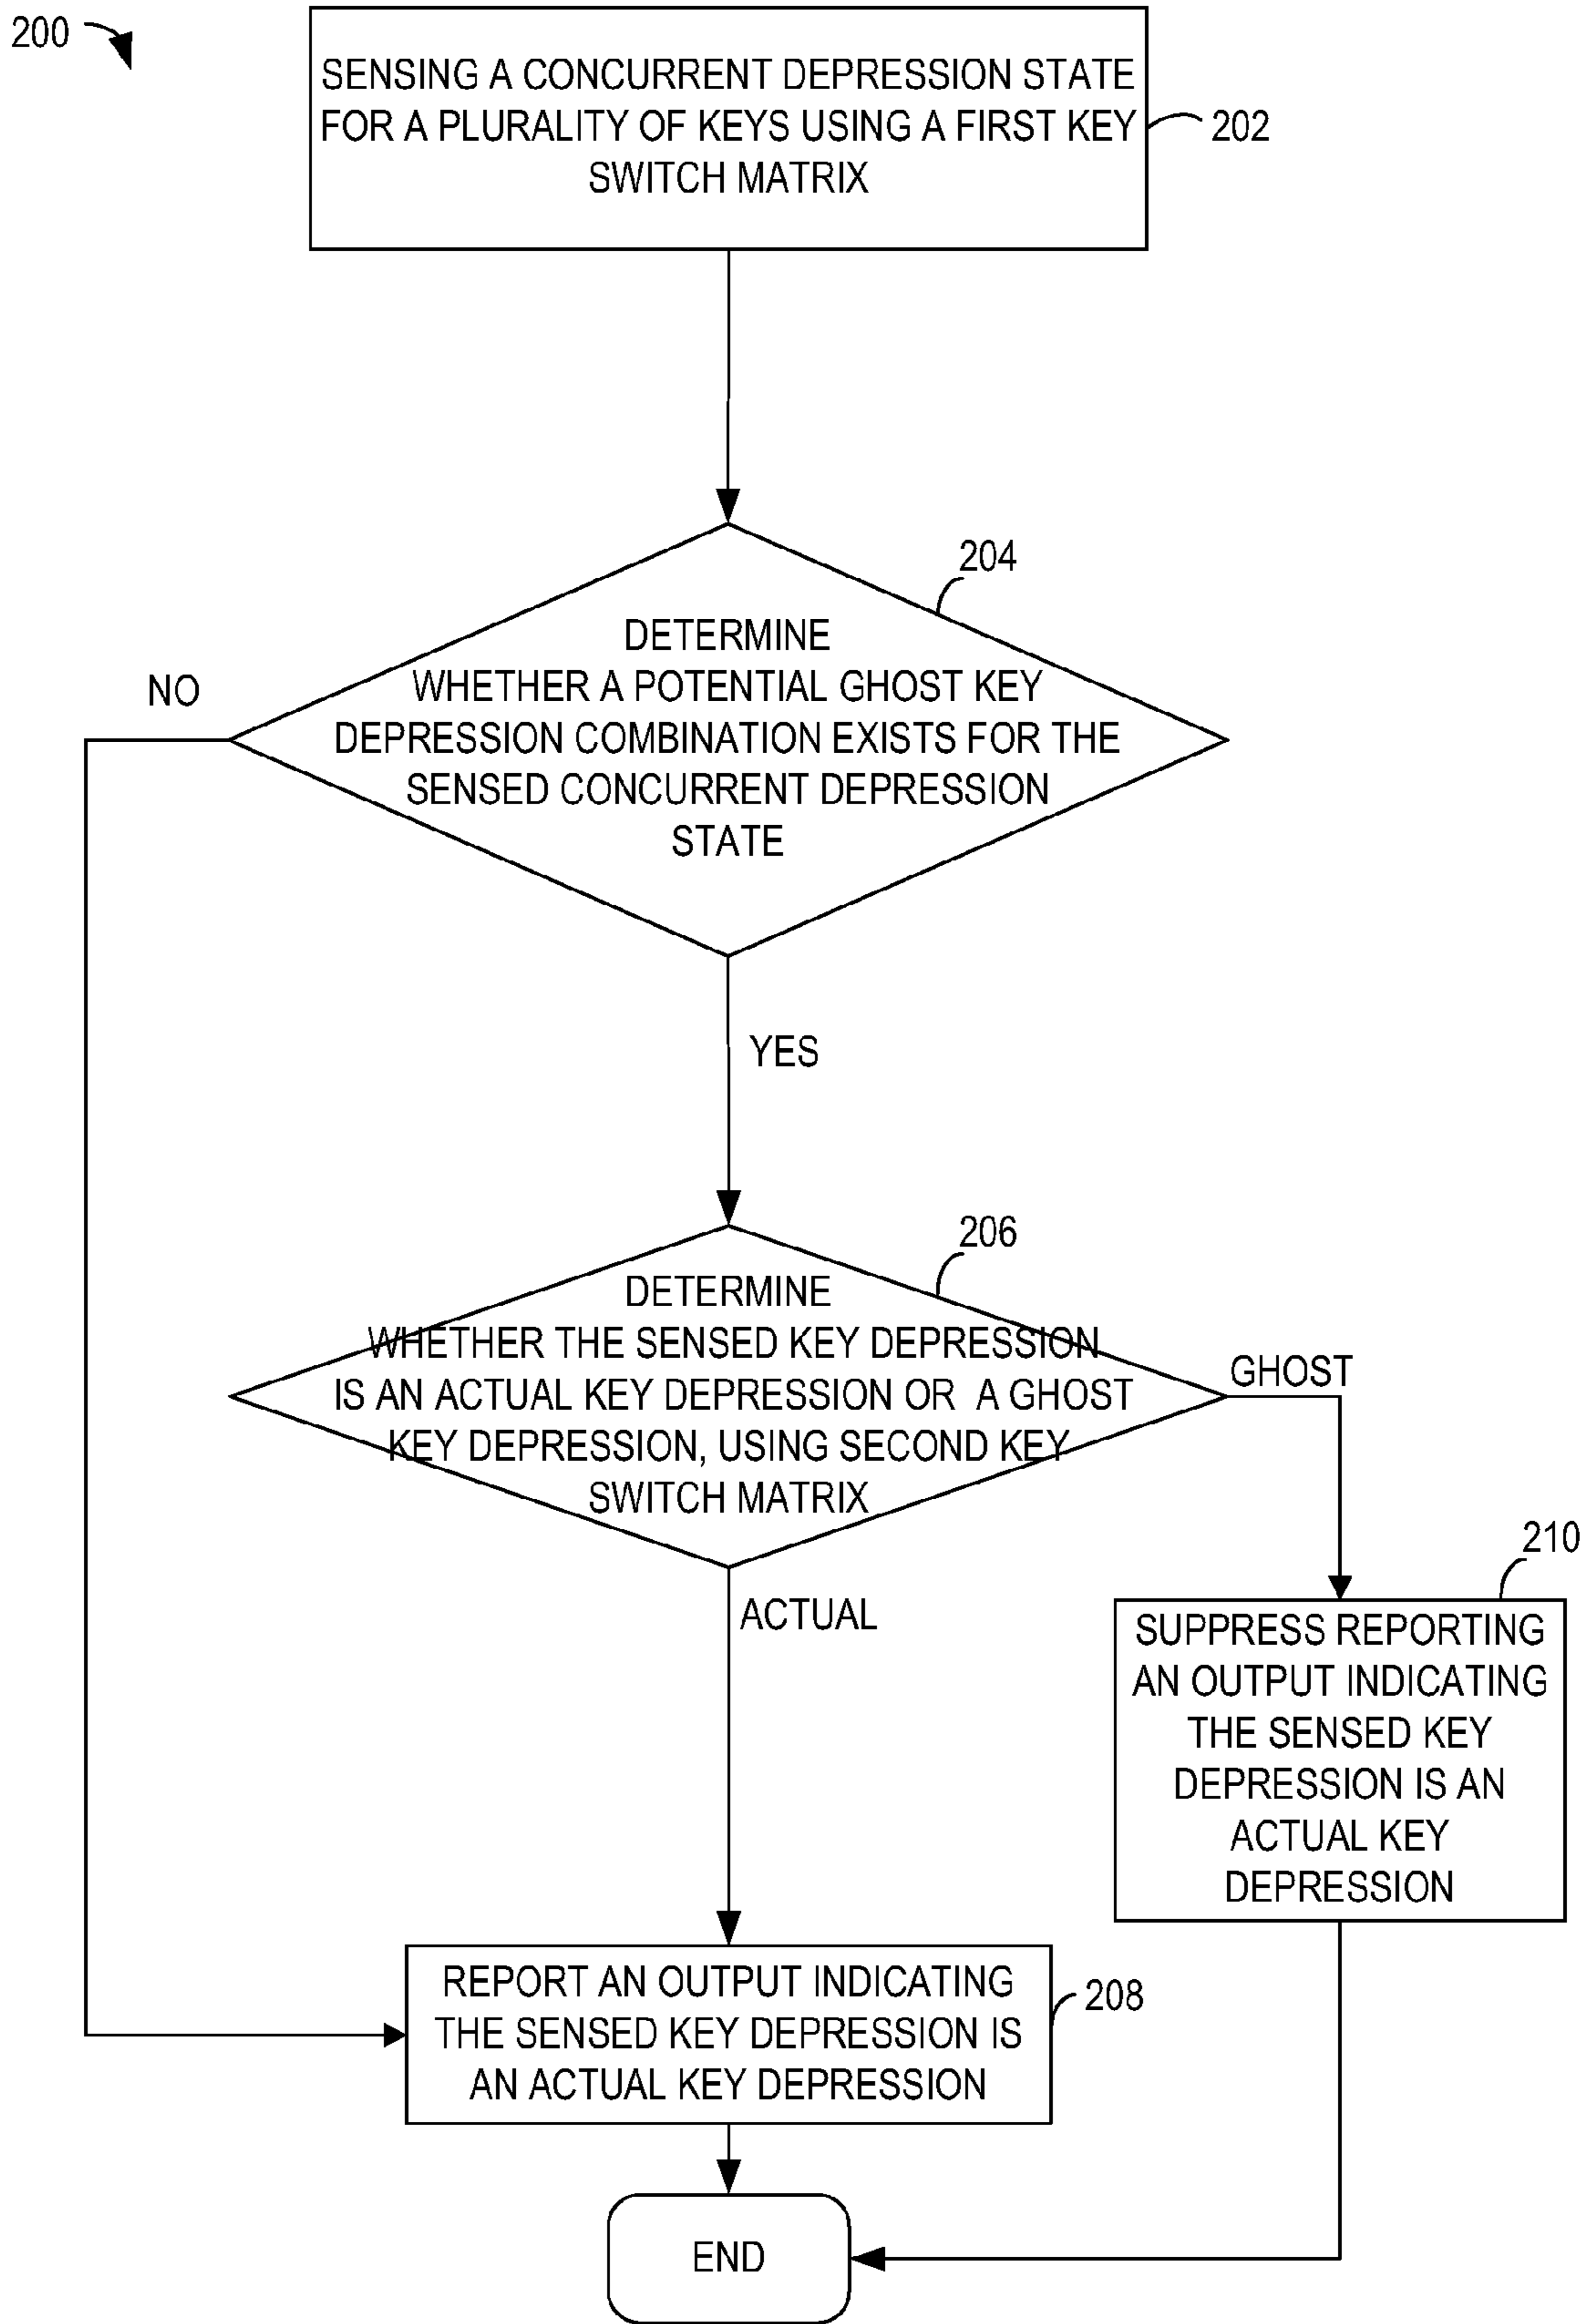 200
SENSING A CONCURRENT DEPRESSION STATE
FOR A PLURALITY OF KEYS USING A FIRST KEY
SWITCH MATRIX
202
204
DETERMINE
WHETHER A POTENTIAL GHOST KEY
DEPRESSION COMBINATION EXISTS FOR THE
SENSED CONCURRENT DEPRESSION
STATE
NO
YES
206
DETERMINE
WHETHER THE SENSED KEY DEPRESSION
IS AN ACTUAL KEY DEPRESSION OR A GHOST
KEY DEPRESSION, USING SECOND KEY
SWITCH MATRIX
GHOST
ACTUAL
210
SUPPRESS REPORTING
AN OUTPUT INDICATING
THE SENSED KEY
DEPRESSION IS AN
ACTUAL KEY
DEPRESSION
REPORT AN OUTPUT INDICATING
THE SENSED KEY DEPRESSION IS
AN ACTUAL KEY DEPRESSION
208
END